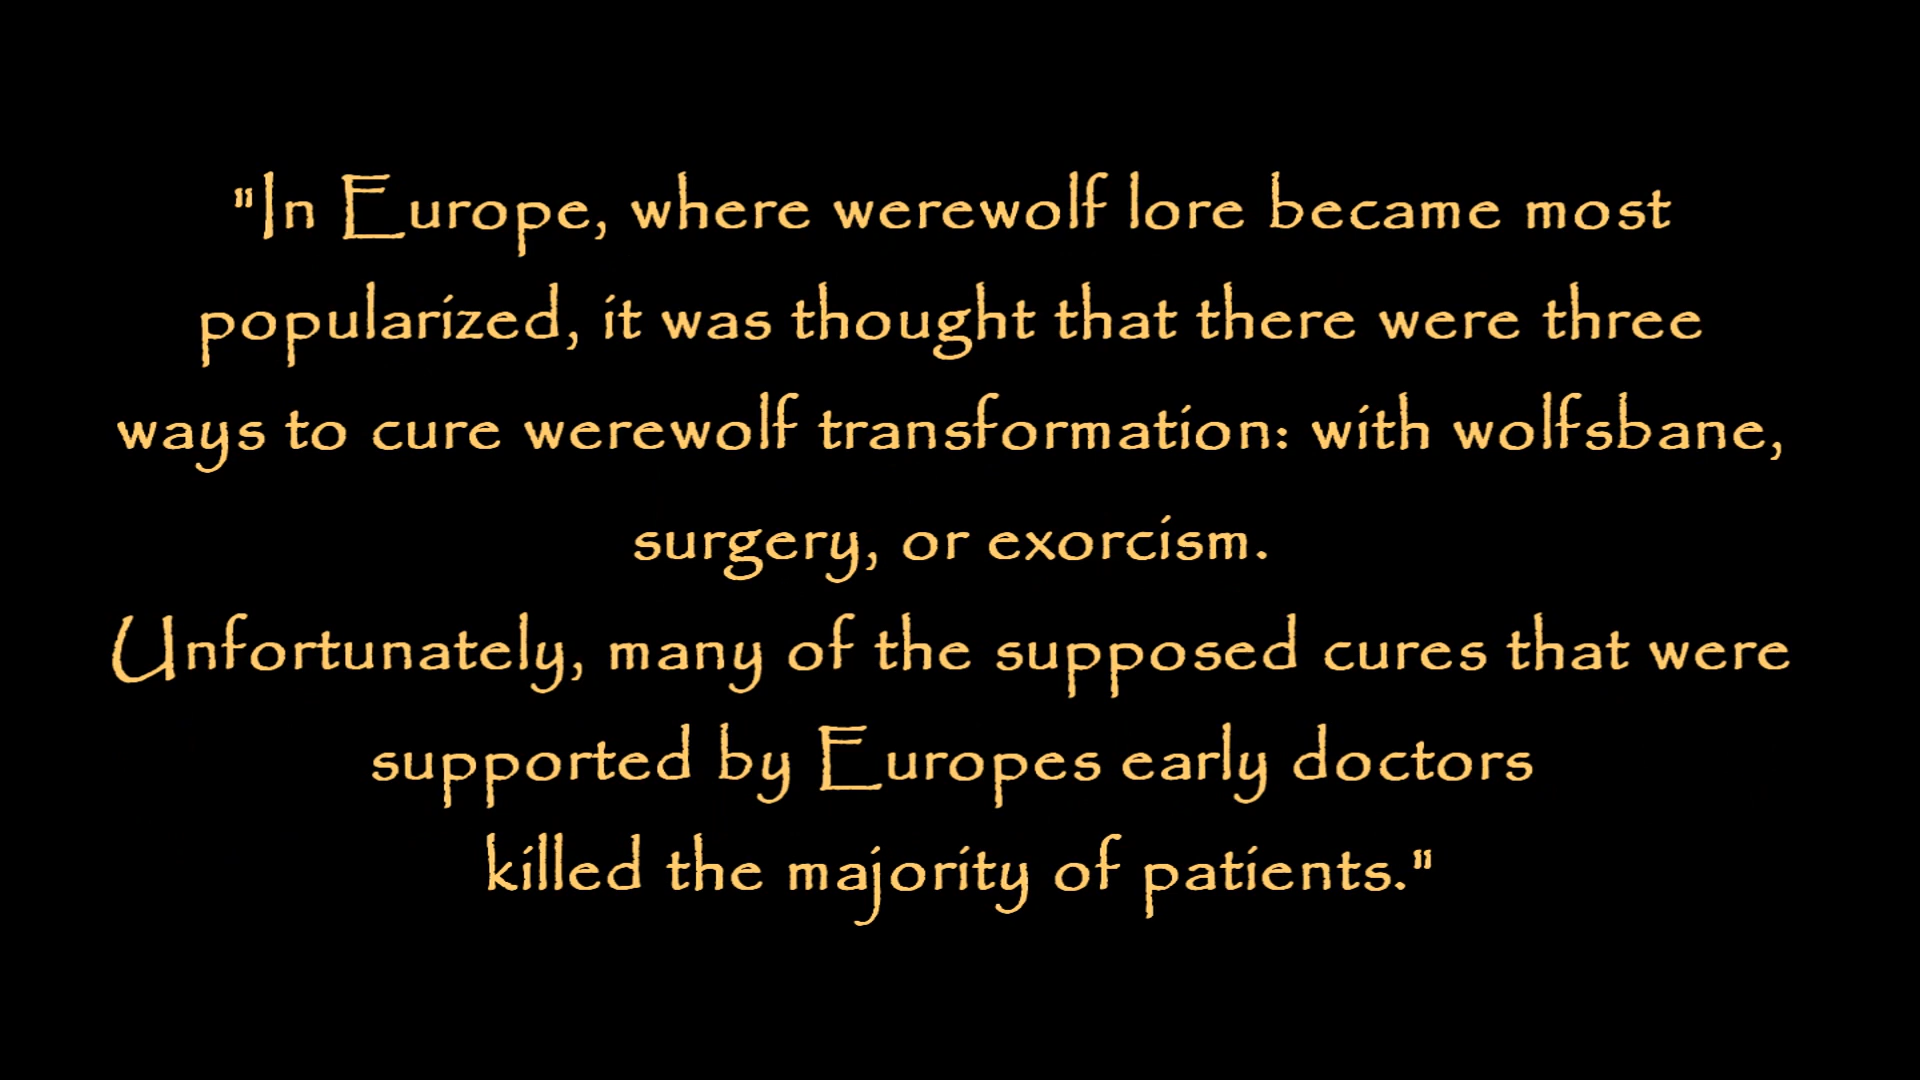 "In Europe, where werewolf lore became most
popularized, it was thought that there were three
ways to cure werewolf transformation: with wolfsbane,
surgery, or exorcism.
Unfortunately, many of the supposed cures that were
supported by Europes early doctors
killed the majority of patients."